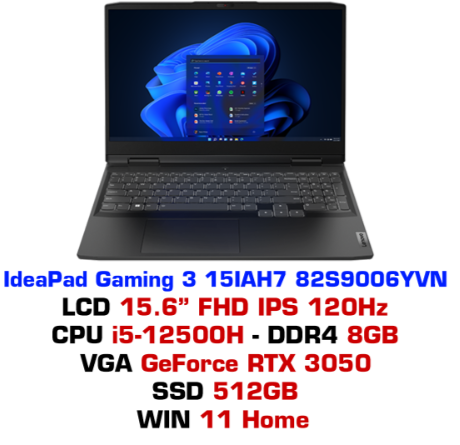 IdeaPad Gaming 3 15IAH7 82S9006YVN
LCD 15.6” FHD IPS 120Hz
CPU i5-12500H - DDR4 8GB
VGA GeForce RTX 3050
SSD 512GB
WIN 11 Home